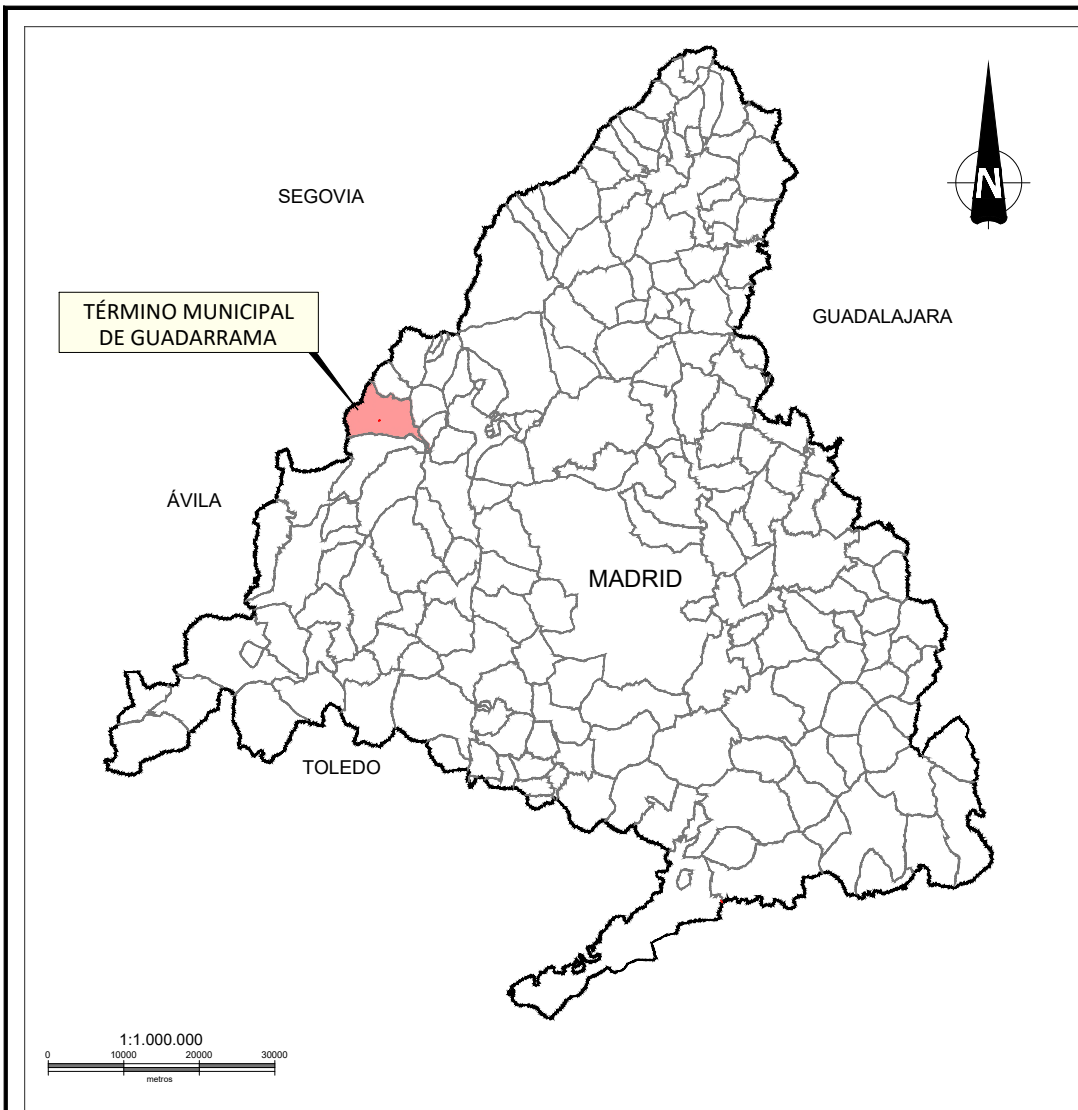 N
SEGOVIA
TÉRMINO MUNICIPAL
DE GUADARRAMA
GUADALAJARA
ÁVILA
MADRID
TOLEDO
1:1.000.000
0 10000 20000 30000
metros